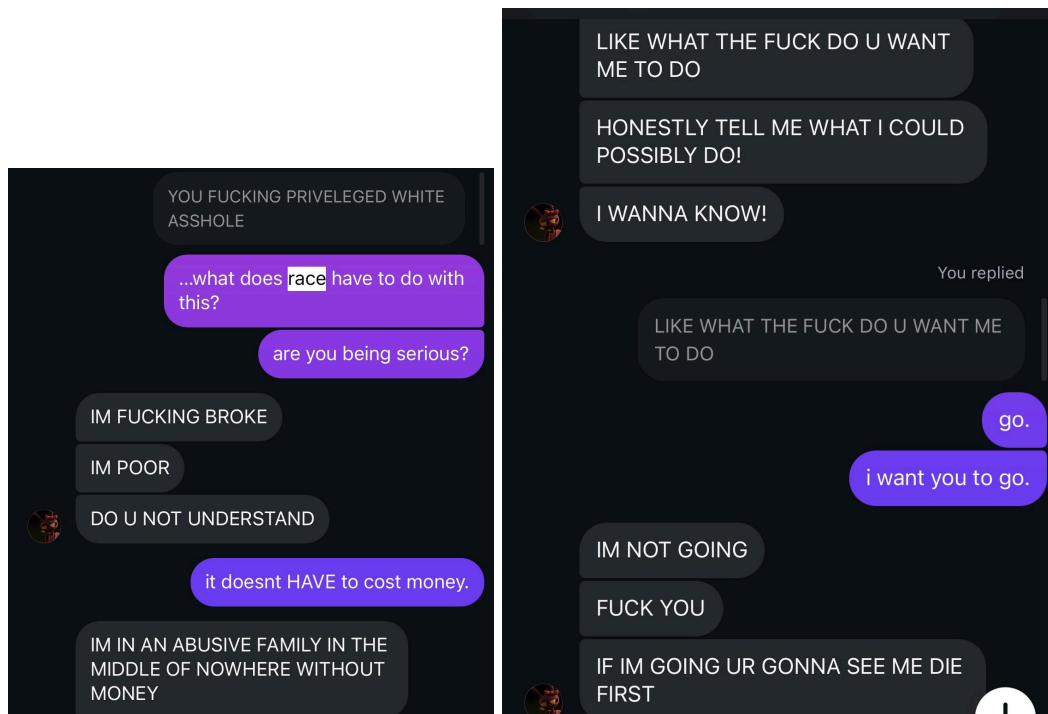 YOU FUCKING PRIVELEGED WHITE
ASSHOLE
...what does race have to do with
this?
are you being serious?
IM FUCKING BROKE
IM POOR
DO U NOT UNDERSTAND
it doesnt HAVE to cost money.
IM IN AN ABUSIVE FAMILY IN THE
MIDDLE OF NOWHERE WITHOUT
MONEY
LIKE WHAT THE FUCK DO U WANT
ME TO DO
HONESTLY TELL ME WHAT I COULD
POSSIBLY DO!
I WANNA KNOW!
You replied
LIKE WHAT THE FUCK DO U WANT ME
TO DO
go.
i want you to go.
IM NOT GOING
FUCK YOU
IF IM GOING UR GONNA SEE ME DIE
FIRST